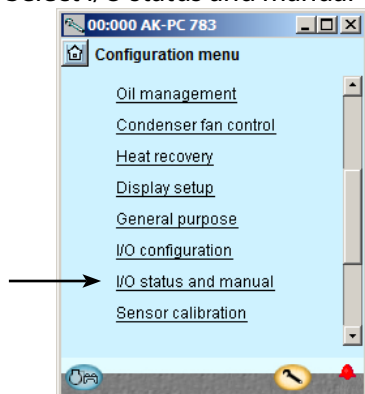 Select I/O status and manual
00:000 AK-PC 783
Configuration menu
Oil management
Condenser fan control
Heat recovery
Display setup
General purpose
I/O configuration
I/O status and manual
Sensor calibration